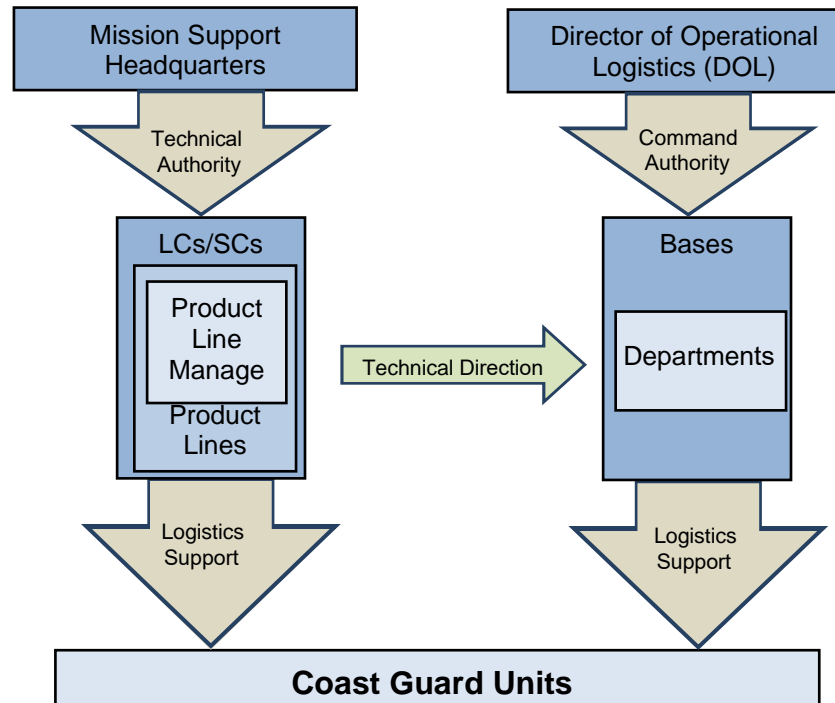 Mission Support
Headquarters
Director of Operational
Logistics (DOL)
Technical
Authority
Command
Authority
LCs/SCs
Product
Line
Manage
Product
Lines
Technical Direction
Bases
Departments
Logistics
Support
Logistics
Support
Coast Guard Units